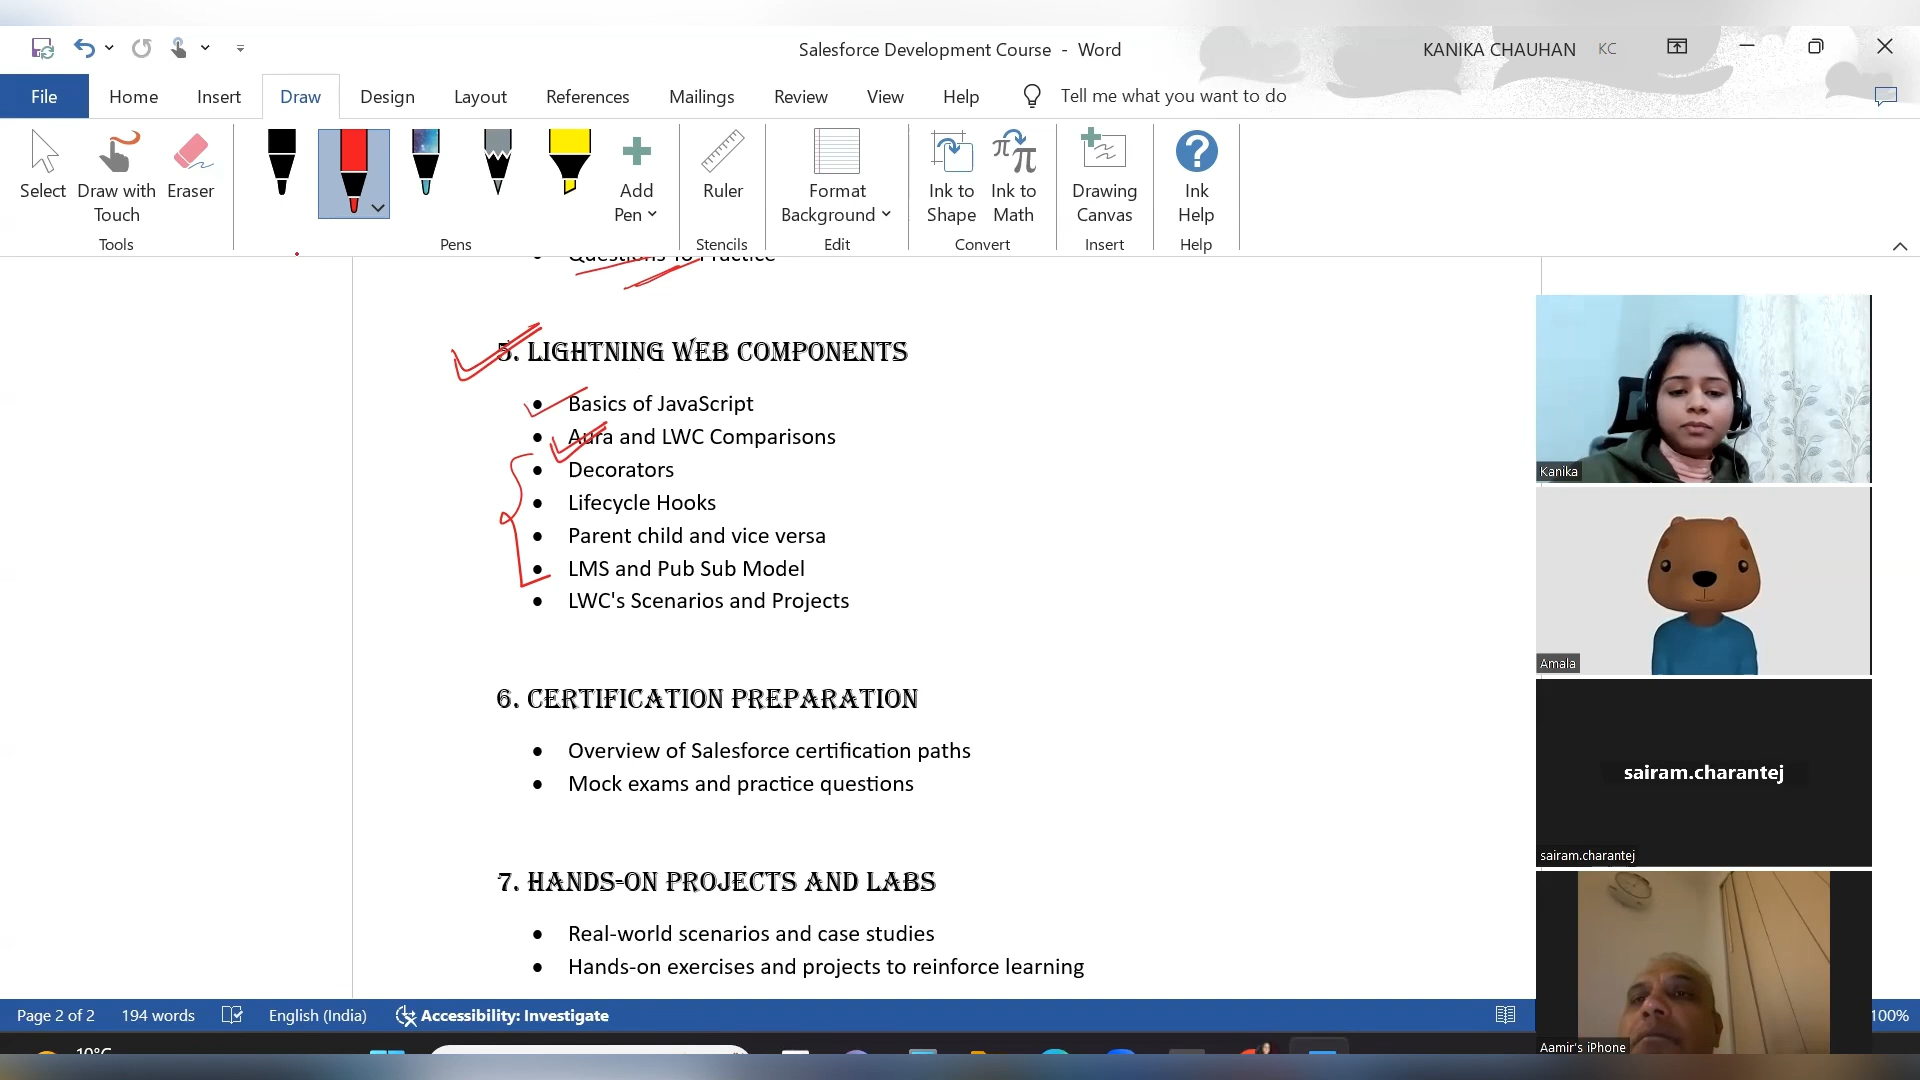 Salesforce Development Course - Word
KANIKA CHAUHAN KC
File Home Insert Draw Design Layout References Mailings Review View Help Tell me what you want to do
Select Draw with Touch Eraser Add Pen Ruler Format Background Ink to Shape Ink to Math Drawing Canvas Ink Help
Tools Pens Stencils Edit Convert Insert Help
Questions To Practice
5. LIGHTNING WEB COMPONENTS
• Basics of JavaScript
• Aura and LWC Comparisons
• Decorators
• Lifecycle Hooks
• Parent child and vice versa
• LMS and Pub Sub Model
• LWC's Scenarios and Projects
6. CERTIFICATION PREPARATION
• Overview of Salesforce certification paths
• Mock exams and practice questions
7. HANDS-ON PROJECTS AND LABS
• Real-world scenarios and case studies
• Hands-on exercises and projects to reinforce learning
Kanika
Amala
sairam.charantej
sairam.charantej
Aamir's iPhone
Page 2 of 2 194 words English (India) Accessibility: Investigate 100%